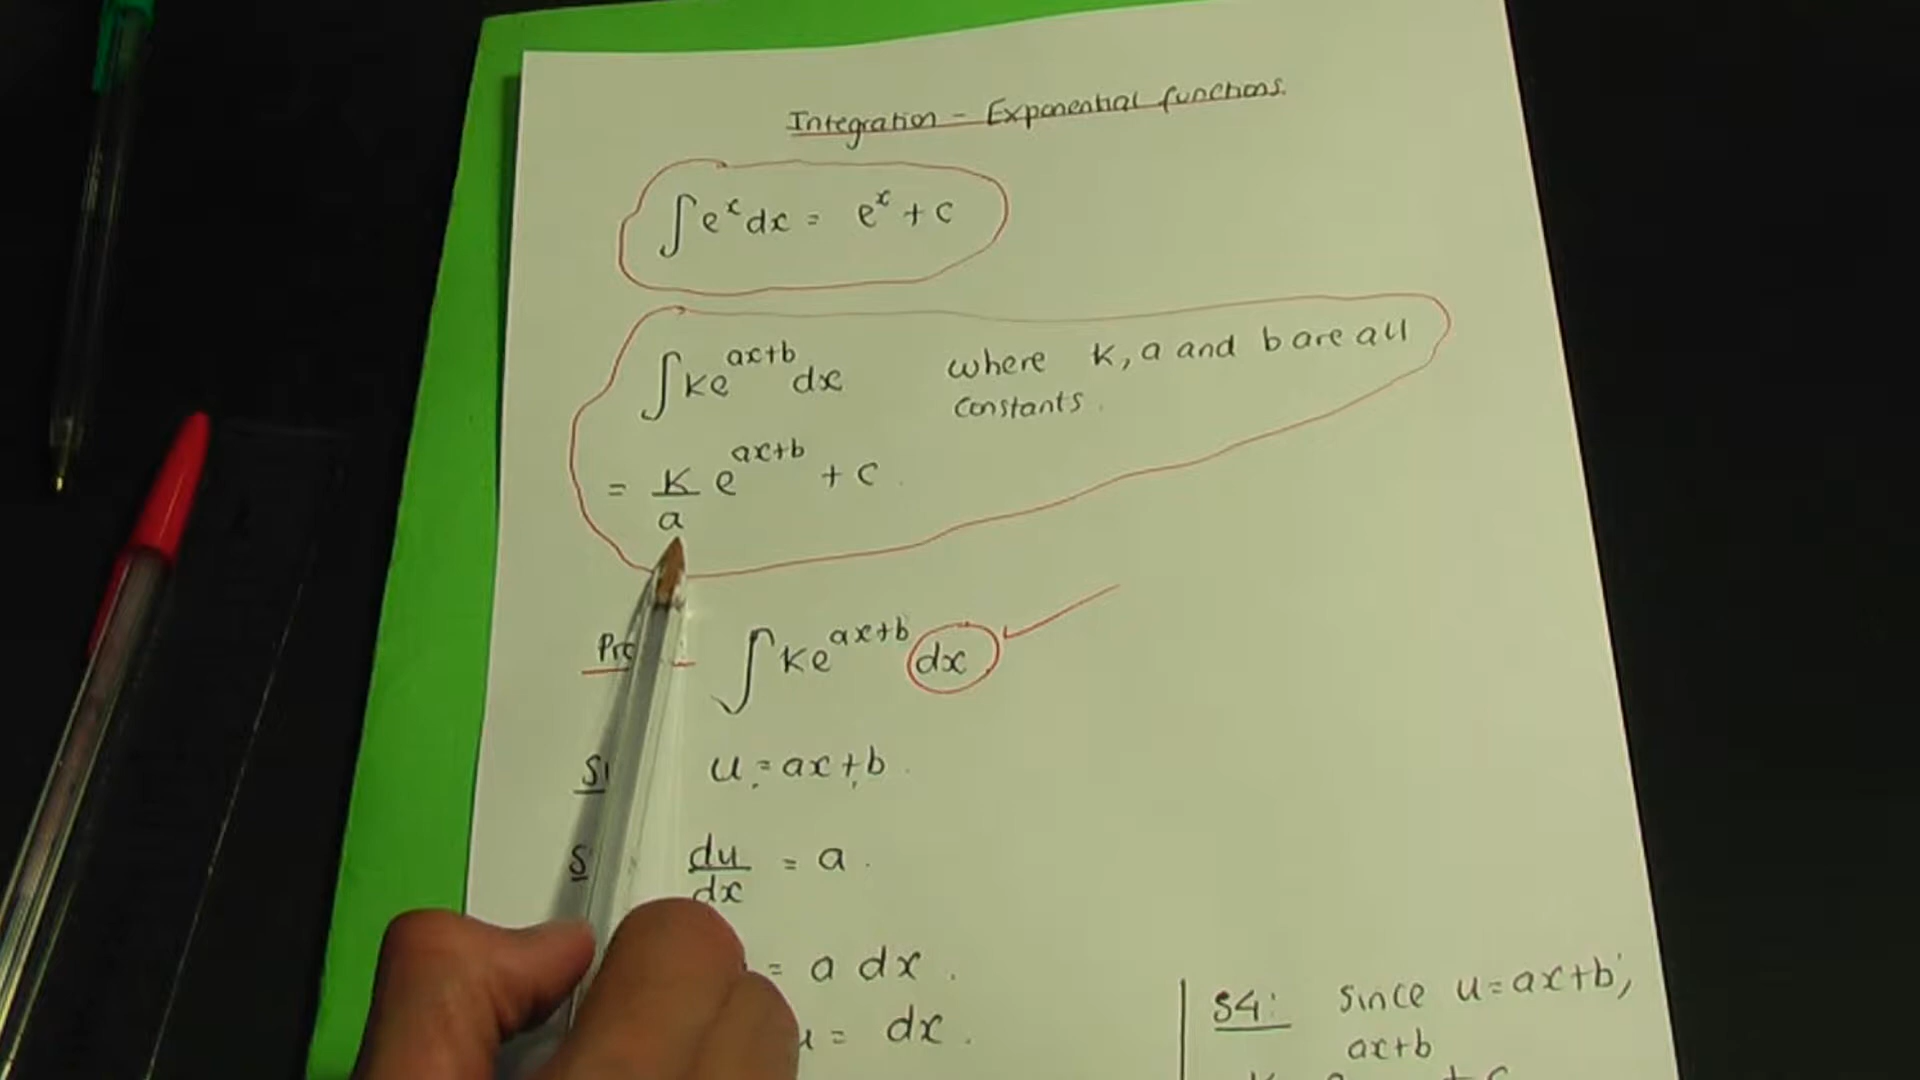 Integration - Exponential functions.
∫e^x dx = e^x + c
∫ke^(ax+b) dx where k, a and b are all
constants.
= k/a e^(ax+b) + c.
∫ke^(ax+b) dx
u = ax+b.
du/dx = a.
= a dx.
= dx.
S4: Since u=ax+b,
ax+b